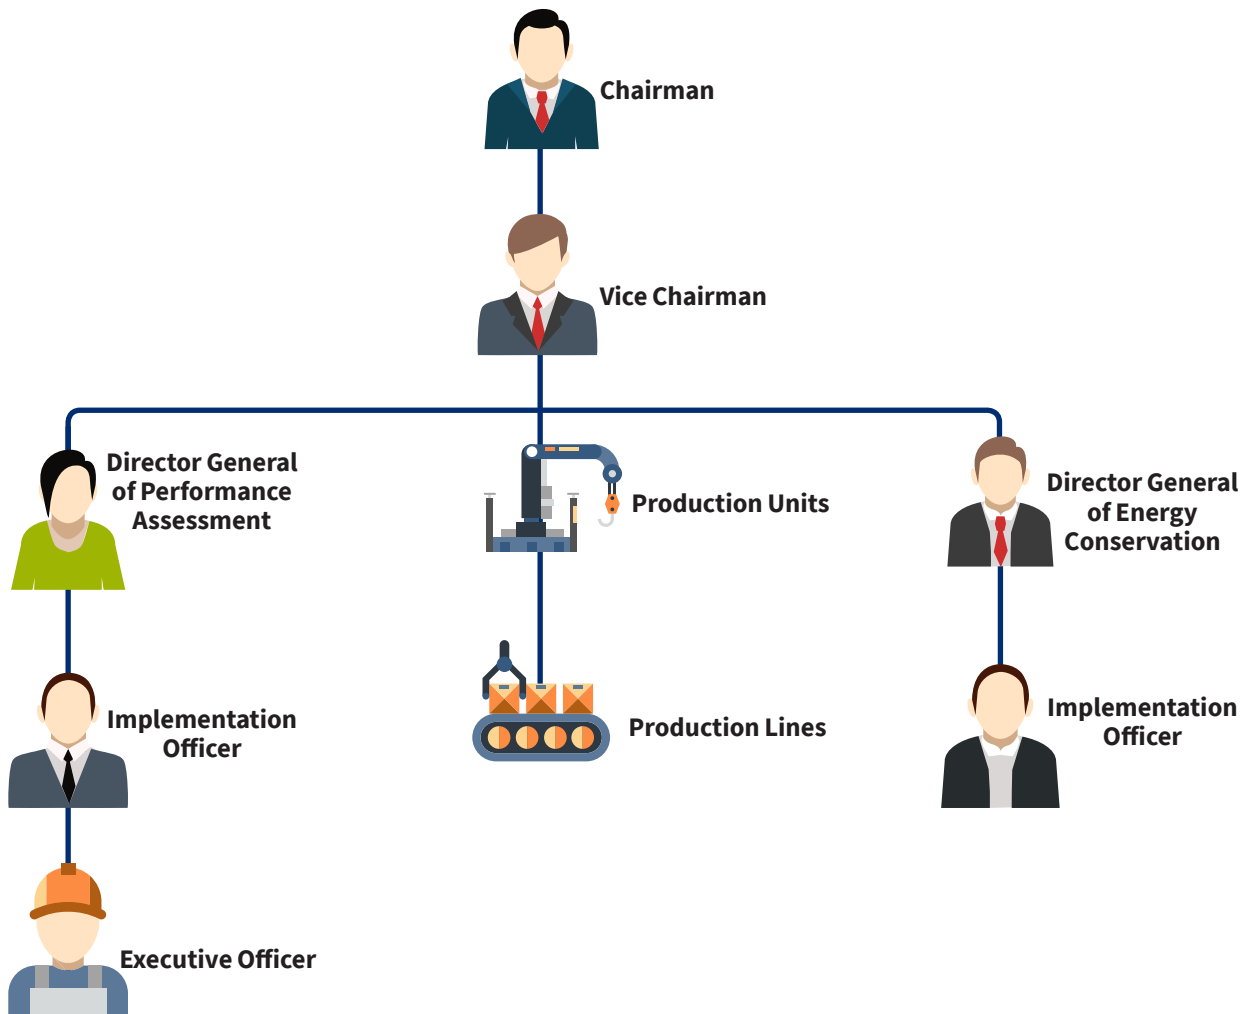 Chairman
Vice Chairman
Director General
of Performance
Assessment
Production Units
Director General
of Energy
Conservation
Implementation
Officer
Production Lines
Implementation
Officer
Executive Officer